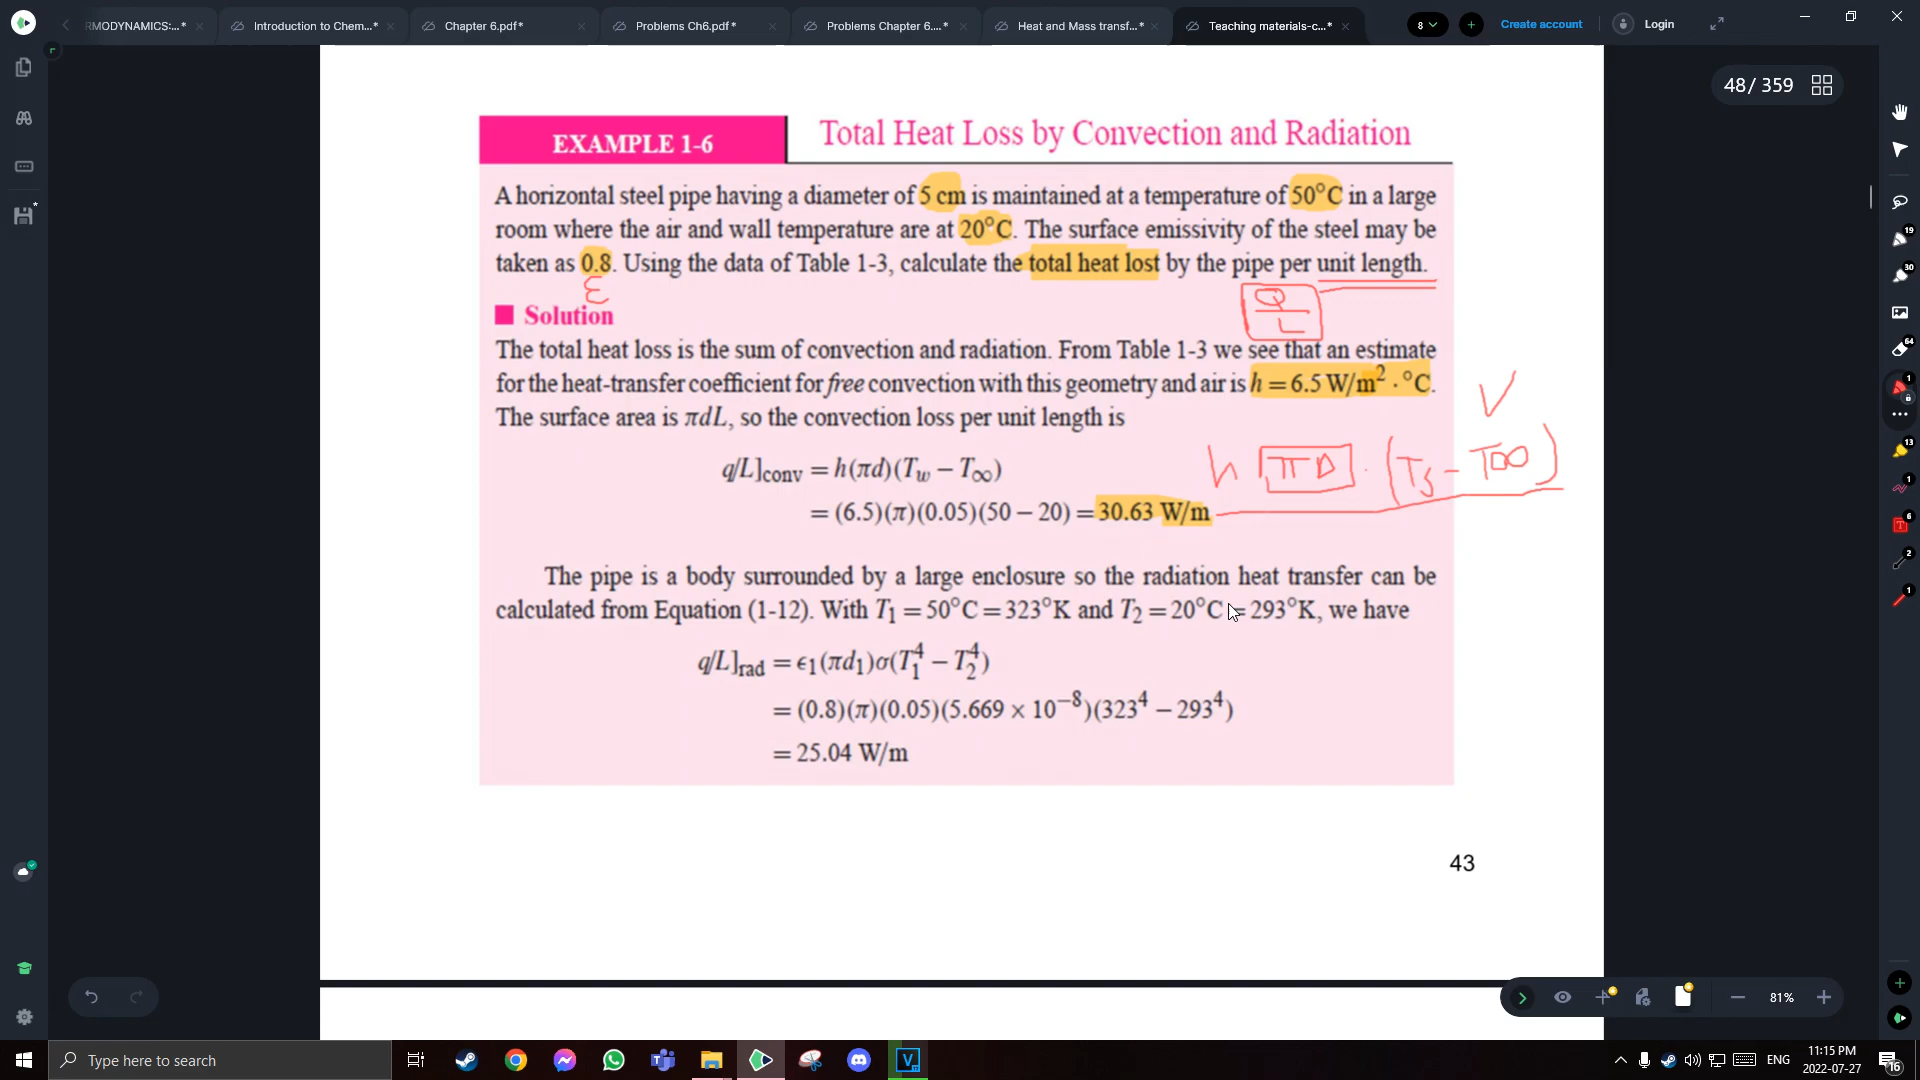 RMODYNAMICS:...*
Introduction to Chem...*
Chapter 6.pdf*
Problems Ch6.pdf*
Problems Chapter 6....*
Heat and Mass transf...*
Teaching materials-c...*
8
Create account
Login
48/ 359
EXAMPLE 1-6
Total Heat Loss by Convection and Radiation
A horizontal steel pipe having a diameter of 5 cm is maintained at a temperature of 50°C in a large
room where the air and wall temperature are at 20°C. The surface emissivity of the steel may be
taken as 0.8. Using the data of Table 1-3, calculate the total heat lost by the pipe per unit length.
ε
Q
L
■ Solution
The total heat loss is the sum of convection and radiation. From Table 1-3 we see that an estimate
for the heat-transfer coefficient for free convection with this geometry and air is h = 6.5 W/m² · °C.
The surface area is πdL, so the convection loss per unit length is
q/L]conv = h(πd)(Tw − T∞)
h πD · (Ts − T∞)
= (6.5)(π)(0.05)(50 − 20) = 30.63 W/m
The pipe is a body surrounded by a large enclosure so the radiation heat transfer can be
calculated from Equation (1-12). With T₁ = 50°C = 323°K and T₂ = 20°C = 293°K, we have
q/L]rad = ϵ₁(πd₁)σ(T₁⁴ − T₂⁴)
= (0.8)(π)(0.05)(5.669 × 10⁻⁸)(323⁴ − 293⁴)
= 25.04 W/m
43
19
30
64
1
13
1
T 6
2
1
81%
Type here to search
V
ENG
11:15 PM
2022-07-27
16